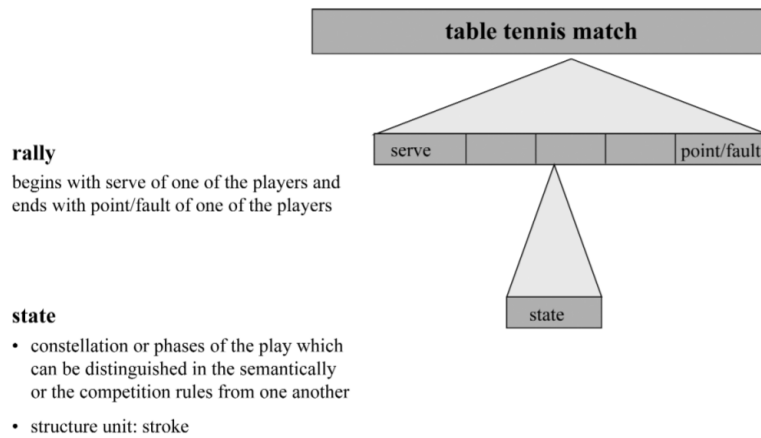 table tennis match
serve
point/fault
rally
begins with serve of one of the players and
ends with point/fault of one of the players
state
state
• constellation or phases of the play which
can be distinguished in the semantically
or the competition rules from one another
• structure unit: stroke